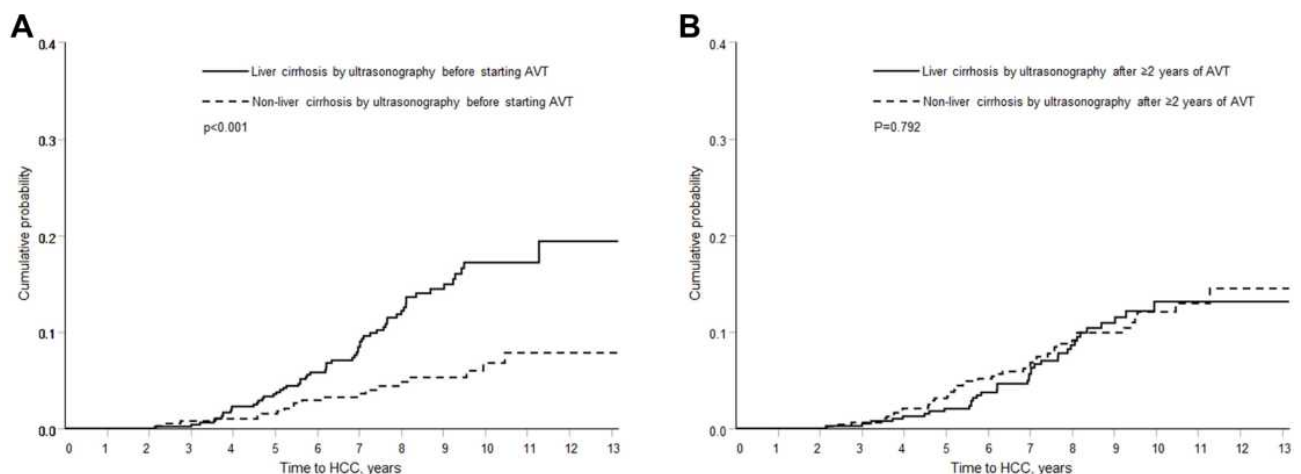 A
0.4
0.3
0.2
0.1
0.0
Cumulative probability
Liver cirrhosis by ultrasonography before starting AVT
Non-liver cirrhosis by ultrasonography before starting AVT
p<0.001
0 1 2 3 4 5 6 7 8 9 10 11 12 13
Time to HCC, years
B
0.4
0.3
0.2
0.1
0.0
Cumulative probability
Liver cirrhosis by ultrasonography after ≥2 years of AVT
Non-liver cirrhosis by ultrasonography after ≥2 years of AVT
P=0.792
0 1 2 3 4 5 6 7 8 9 10 11 12 13
Time to HCC, years